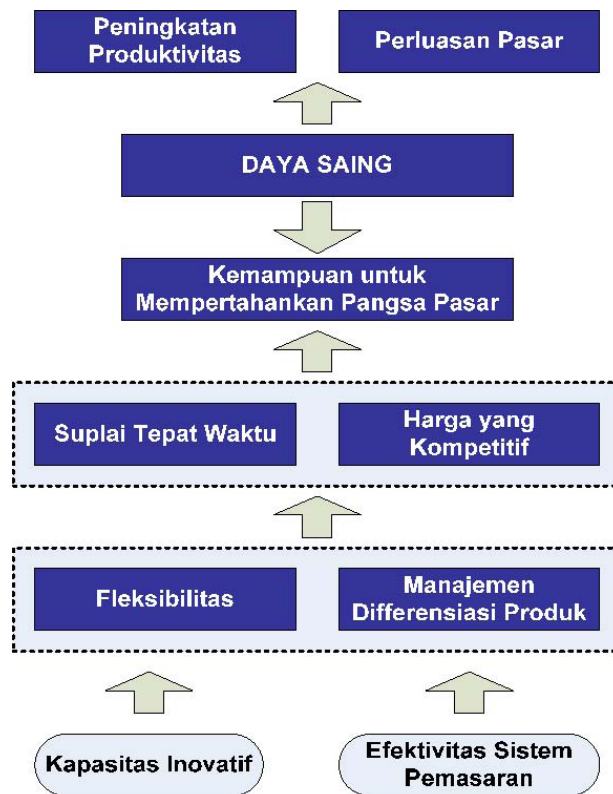 Peningkatan
Produktivitas
Perluasan Pasar
DAYA SAING
Kemampuan untuk
Mempertahankan Pangsa Pasar
Suplai Tepat Waktu
Harga yang
Kompetitif
Fleksibilitas
Manajemen
Differensiasi Produk
Kapasitas Inovatif
Efektivitas Sistem
Pemasaran